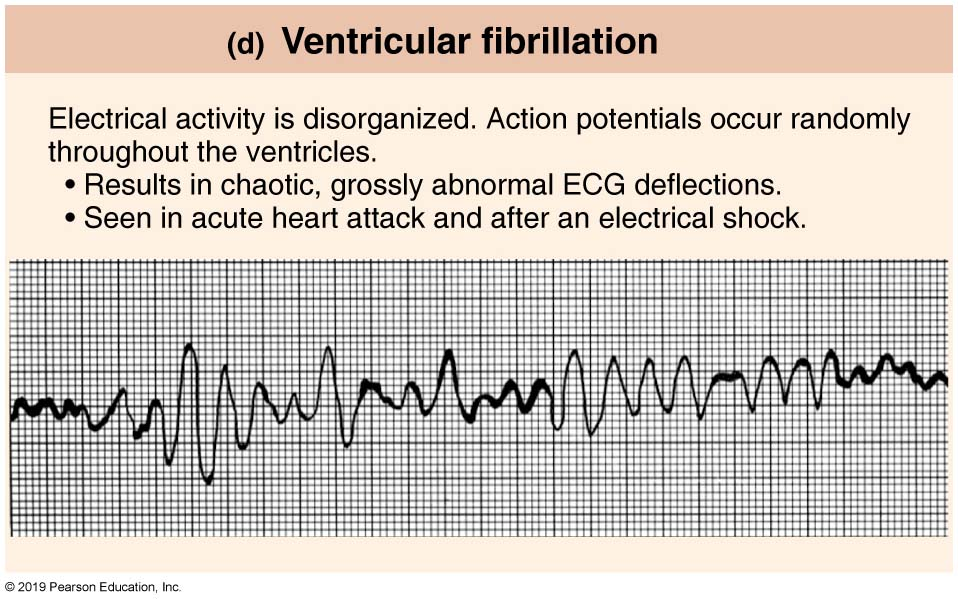 (d) Ventricular fibrillation
Electrical activity is disorganized. Action potentials occur randomly
throughout the ventricles.
• Results in chaotic, grossly abnormal ECG deflections.
• Seen in acute heart attack and after an electrical shock.
© 2019 Pearson Education, Inc.